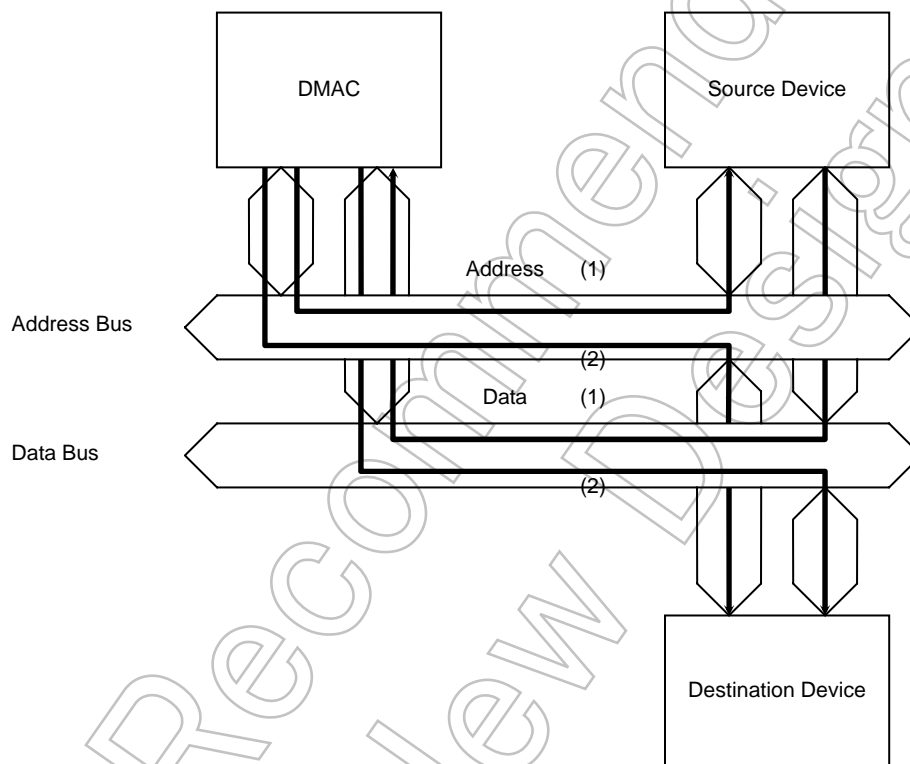 DMAC
Source Device
Address (1)
Address Bus
(2)
Data (1)
Data Bus
(2)
Destination Device